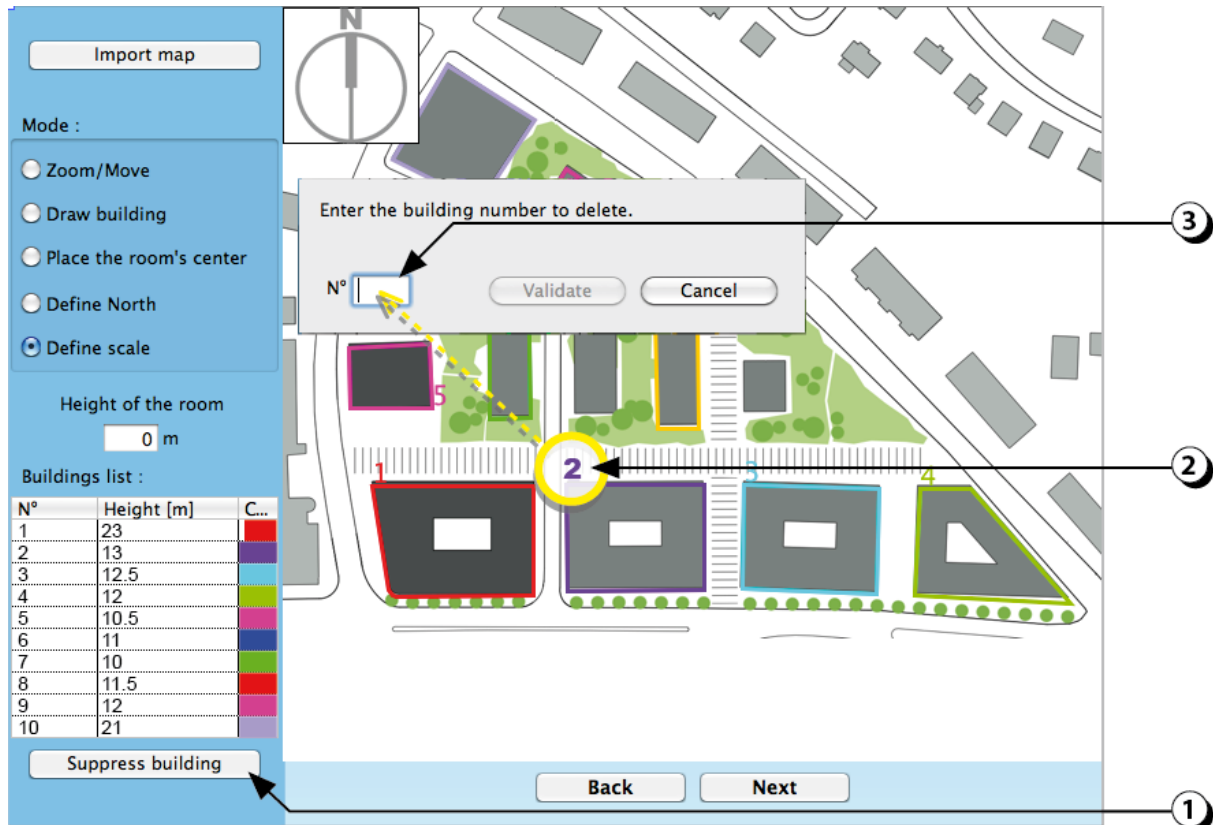 Import map
N
Mode :
Zoom/Move
Draw building
Place the room's center
Define North
Define scale
Height of the room
0 m
Buildings list :
N° Height [m] C...
1 23
2 13
3 12.5
4 12
5 10.5
6 11
7 10
8 11.5
9 12
10 21
Suppress building
Enter the building number to delete.
N° Validate Cancel
5
1 2 3 4
Back Next
3
2
1